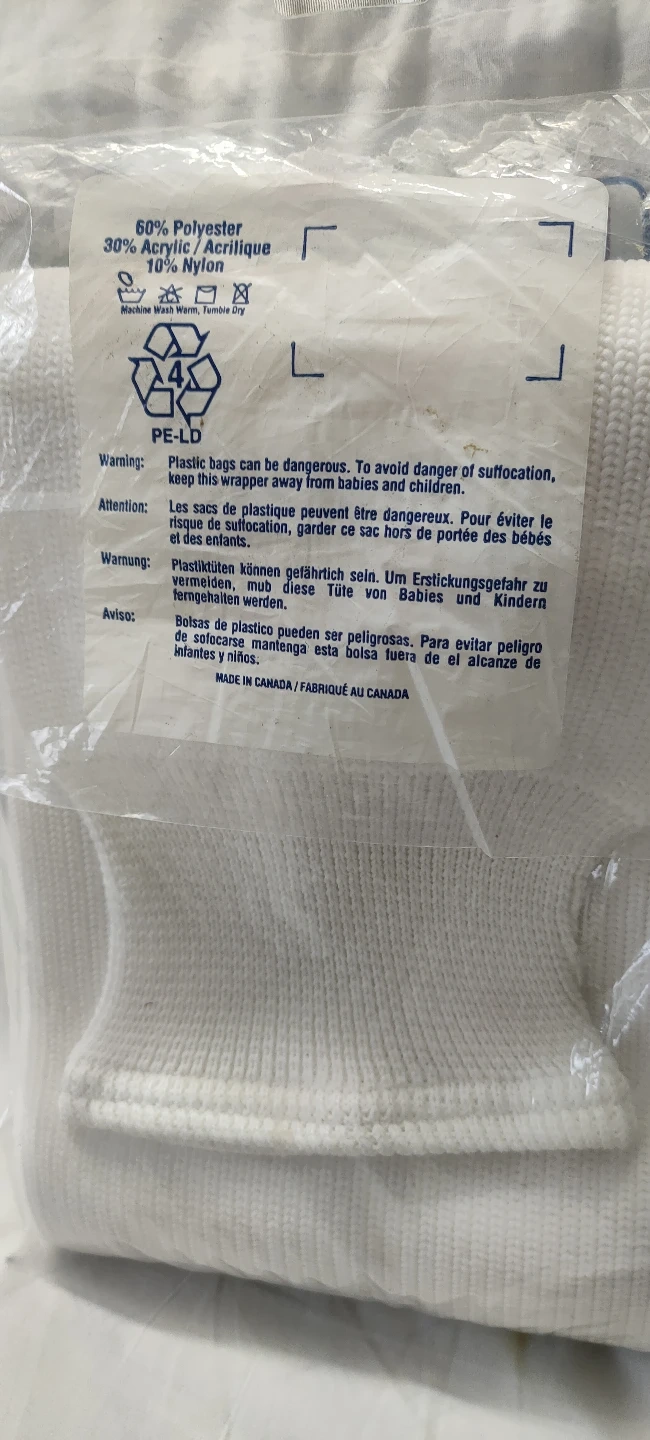 60% Polyester
30% Acrylic / Acrilique
10% Nylon
Machine Wash Warm, Tumble Dry
4
PE-LD
Warning: Plastic bags can be dangerous. To avoid danger of suffocation,
keep this wrapper away from babies and children.
Attention: Les sacs de plastique peuvent être dangereux. Pour éviter le
risque de suffocation, garder ce sac hors de portée des bébés
et des enfants.
Warnung: Plastiktüten können gefährtich sein. Um Erstickungsgefahr zu
vermeiden, mub diese Tüte von Babies und Kindern
ferngehalten werden.
Aviso: Bolsas de plastico pueden ser peligrosas. Para evitar peligro
de sofocarse mantenga esta bolsa fuera de el alcanze de
infantes y niños.
MADE IN CANADA / FABRIQUÉ AU CANADA